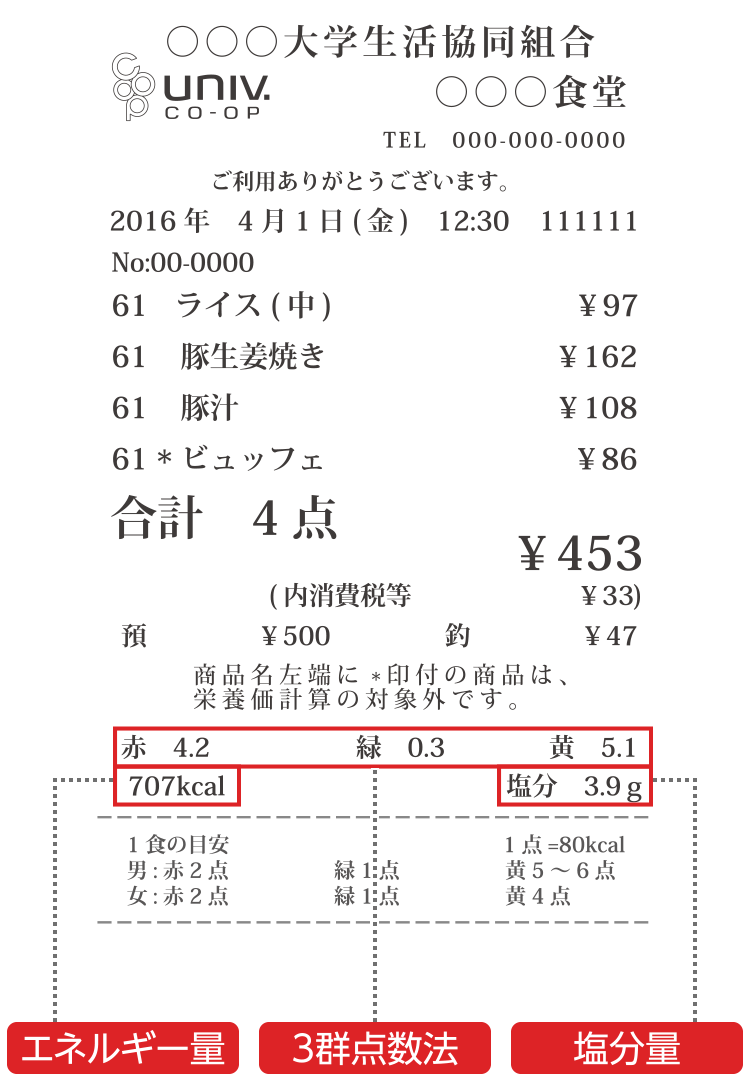 〇〇〇大学生活協同組合
UNIV.
CO-OP
〇〇〇食堂
TEL 000-000-0000
ご利用ありがとうございます。
2016年 4月1日(金) 12:30 111111
No:00-0000
61 ライス(中) ¥97
61 豚生姜焼き ¥162
61 豚汁 ¥108
61*ビュッフェ ¥86
合計 4点
¥453
(内消費税等 ¥33)
預 ¥500 釣 ¥47
商品名左端に*印付の商品は、
栄養価計算の対象外です。
赤 4.2 緑 0.3 黄 5.1
707kcal 塩分 3.9g
1食の目安 1点=80kcal
男:赤2点 緑1点 黄5〜6点
女:赤2点 緑1点 黄4点
エネルギー量 3群点数法 塩分量